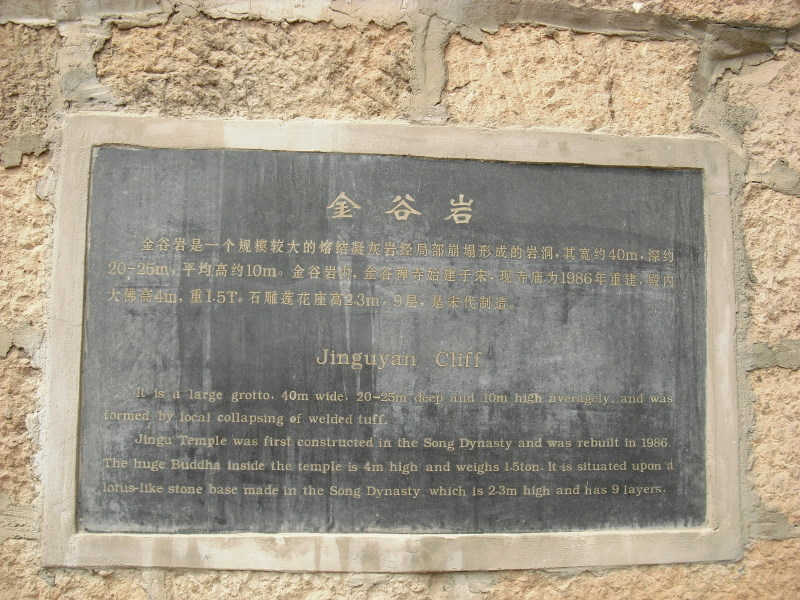 金谷岩
金谷岩是一个规模较大的熔结凝灰岩经局部崩塌形成的岩洞，其宽约40m，深约
20-25m，平均高约10m。金谷岩内，金谷禅寺始建于宋，现寺庙为1986年重建，殿内
大佛高4m，重1.5T。石雕莲花座高2.3m，9层，是宋代制造。
Jinguyan Cliff
It is a large grotto, 40m wide, 20-25m deep and 10m high averagely, and was
formed by local collapsing of welded tuff.
Jingu Temple was first constructed in the Song Dynasty and was rebuilt in 1986.
The huge Buddha inside the temple is 4m high and weighs 1.5ton. It is situated upon a
lotus-like stone base made in the Song Dynasty which is 2.3m high and has 9 layers.